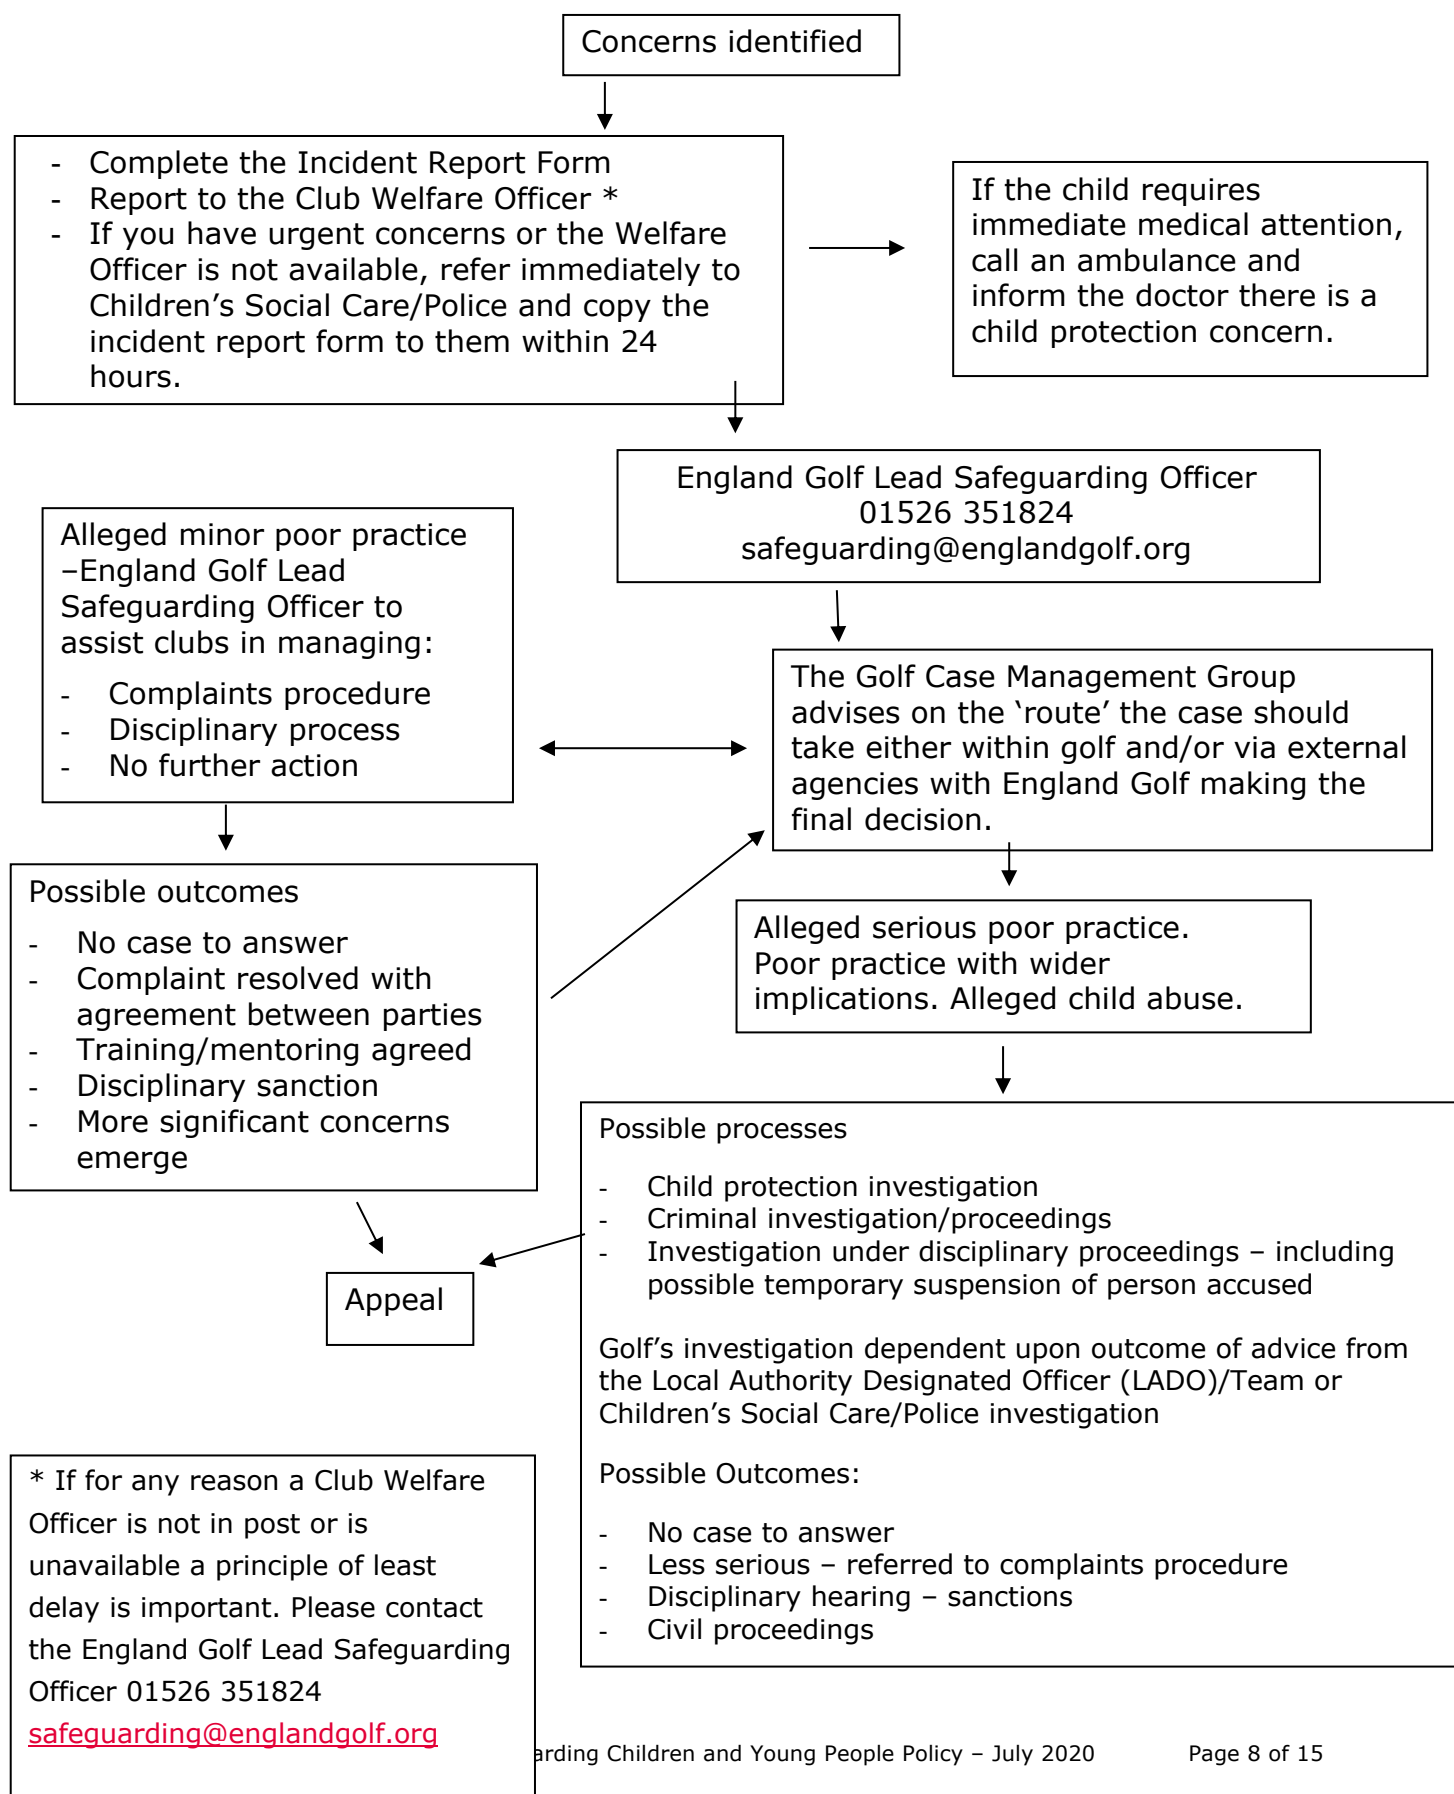 Concerns identified
- Complete the Incident Report Form
- Report to the Club Welfare Officer *
- If you have urgent concerns or the Welfare
Officer is not available, refer immediately to
Children’s Social Care/Police and copy the
incident report form to them within 24
hours.
If the child requires
immediate medical attention,
call an ambulance and
inform the doctor there is a
child protection concern.
England Golf Lead Safeguarding Officer
01526 351824
safeguarding@englandgolf.org
Alleged minor poor practice
–England Golf Lead
Safeguarding Officer to
assist clubs in managing:
- Complaints procedure
- Disciplinary process
- No further action
The Golf Case Management Group
advises on the ‘route’ the case should
take either within golf and/or via external
agencies with England Golf making the
final decision.
Possible outcomes
- No case to answer
- Complaint resolved with
agreement between parties
- Training/mentoring agreed
- Disciplinary sanction
- More significant concerns
emerge
Alleged serious poor practice.
Poor practice with wider
implications. Alleged child abuse.
Possible processes
- Child protection investigation
- Criminal investigation/proceedings
- Investigation under disciplinary proceedings – including
possible temporary suspension of person accused
Golf’s investigation dependent upon outcome of advice from
the Local Authority Designated Officer (LADO)/Team or
Children’s Social Care/Police investigation
Possible Outcomes:
- No case to answer
- Less serious – referred to complaints procedure
- Disciplinary hearing – sanctions
- Civil proceedings
Appeal
* If for any reason a Club Welfare
Officer is not in post or is
unavailable a principle of least
delay is important. Please contact
the England Golf Lead Safeguarding
Officer 01526 351824
safeguarding@englandgolf.org
arding Children and Young People Policy – July 2020 Page 8 of 15